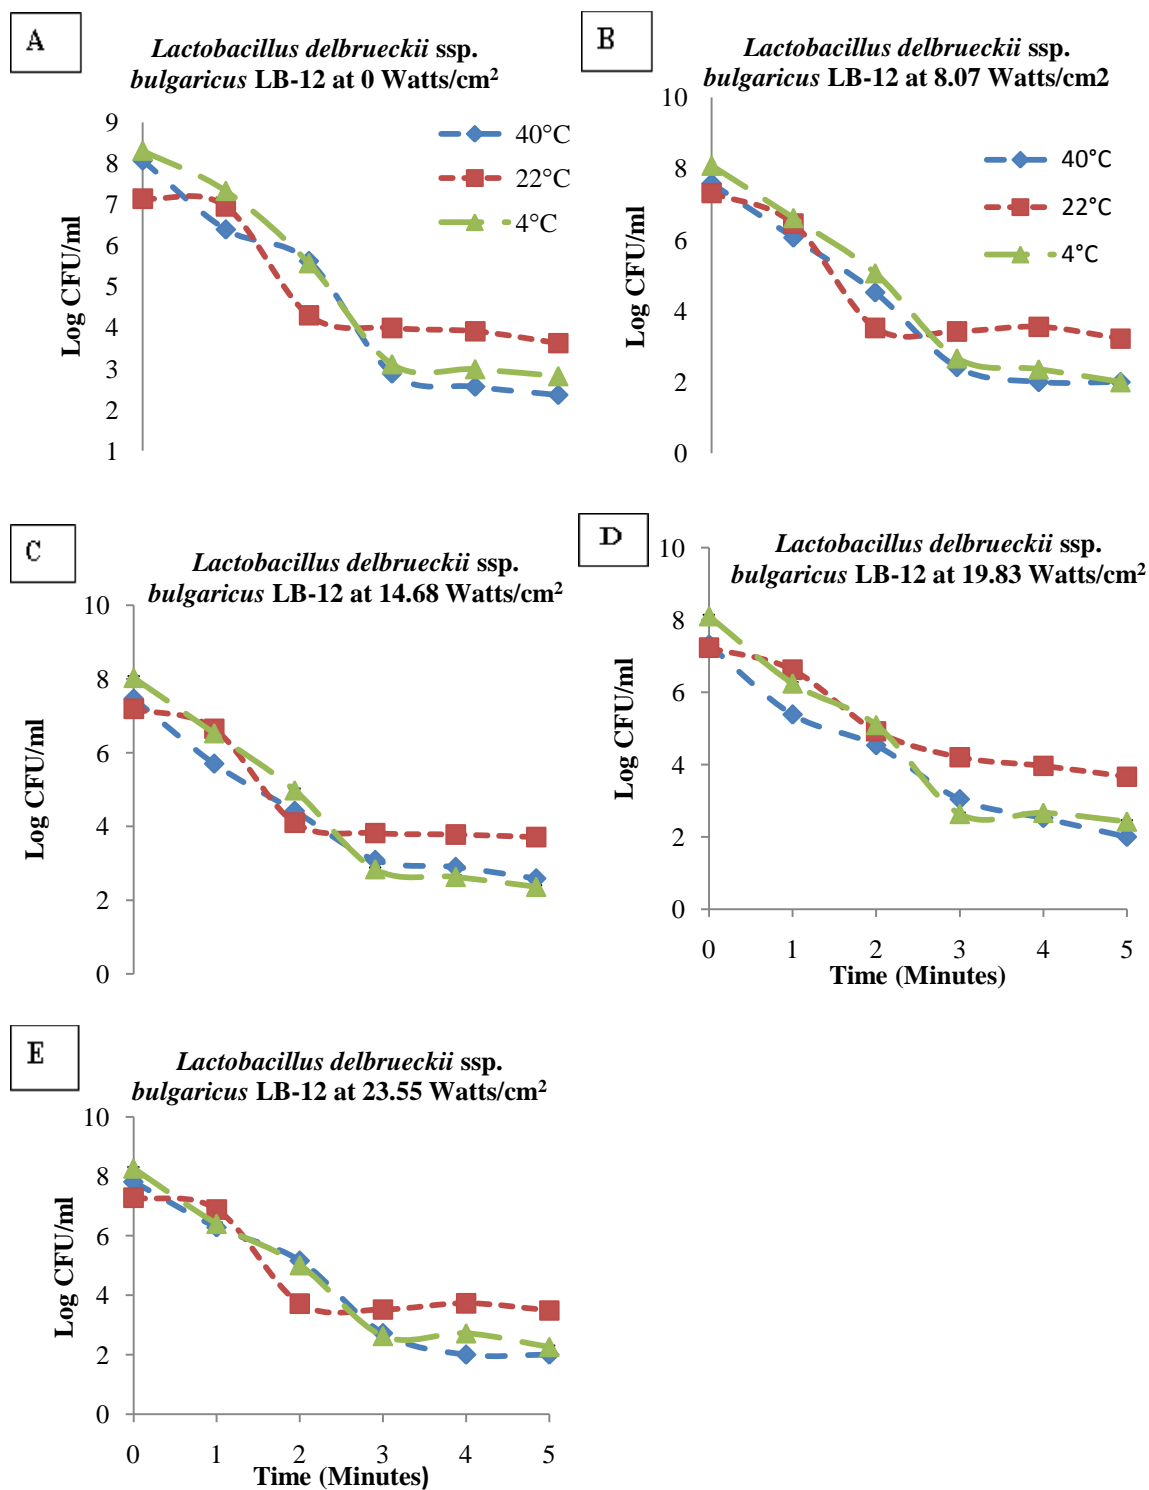 A
Lactobacillus delbrueckii ssp.
bulgaricus LB-12 at 0 Watts/cm²
9
8
7
6
5
4
3
2
1
Log CFU/ml
40°C
22°C
4°C
B
Lactobacillus delbrueckii ssp.
bulgaricus LB-12 at 8.07 Watts/cm2
10
8
6
4
2
0
Log CFU/ml
40°C
22°C
4°C
C
Lactobacillus delbrueckii ssp.
bulgaricus LB-12 at 14.68 Watts/cm²
10
8
6
4
2
0
Log CFU/ml
D
Lactobacillus delbrueckii ssp.
bulgaricus LB-12 at 19.83 Watts/cm²
10
8
6
4
2
0
Log CFU/ml
0 1 2 3 4 5
Time (Minutes)
E
Lactobacillus delbrueckii ssp.
bulgaricus LB-12 at 23.55 Watts/cm²
10
8
6
4
2
0
Log CFU/ml
0 1 2 3 4 5
Time (Minutes)